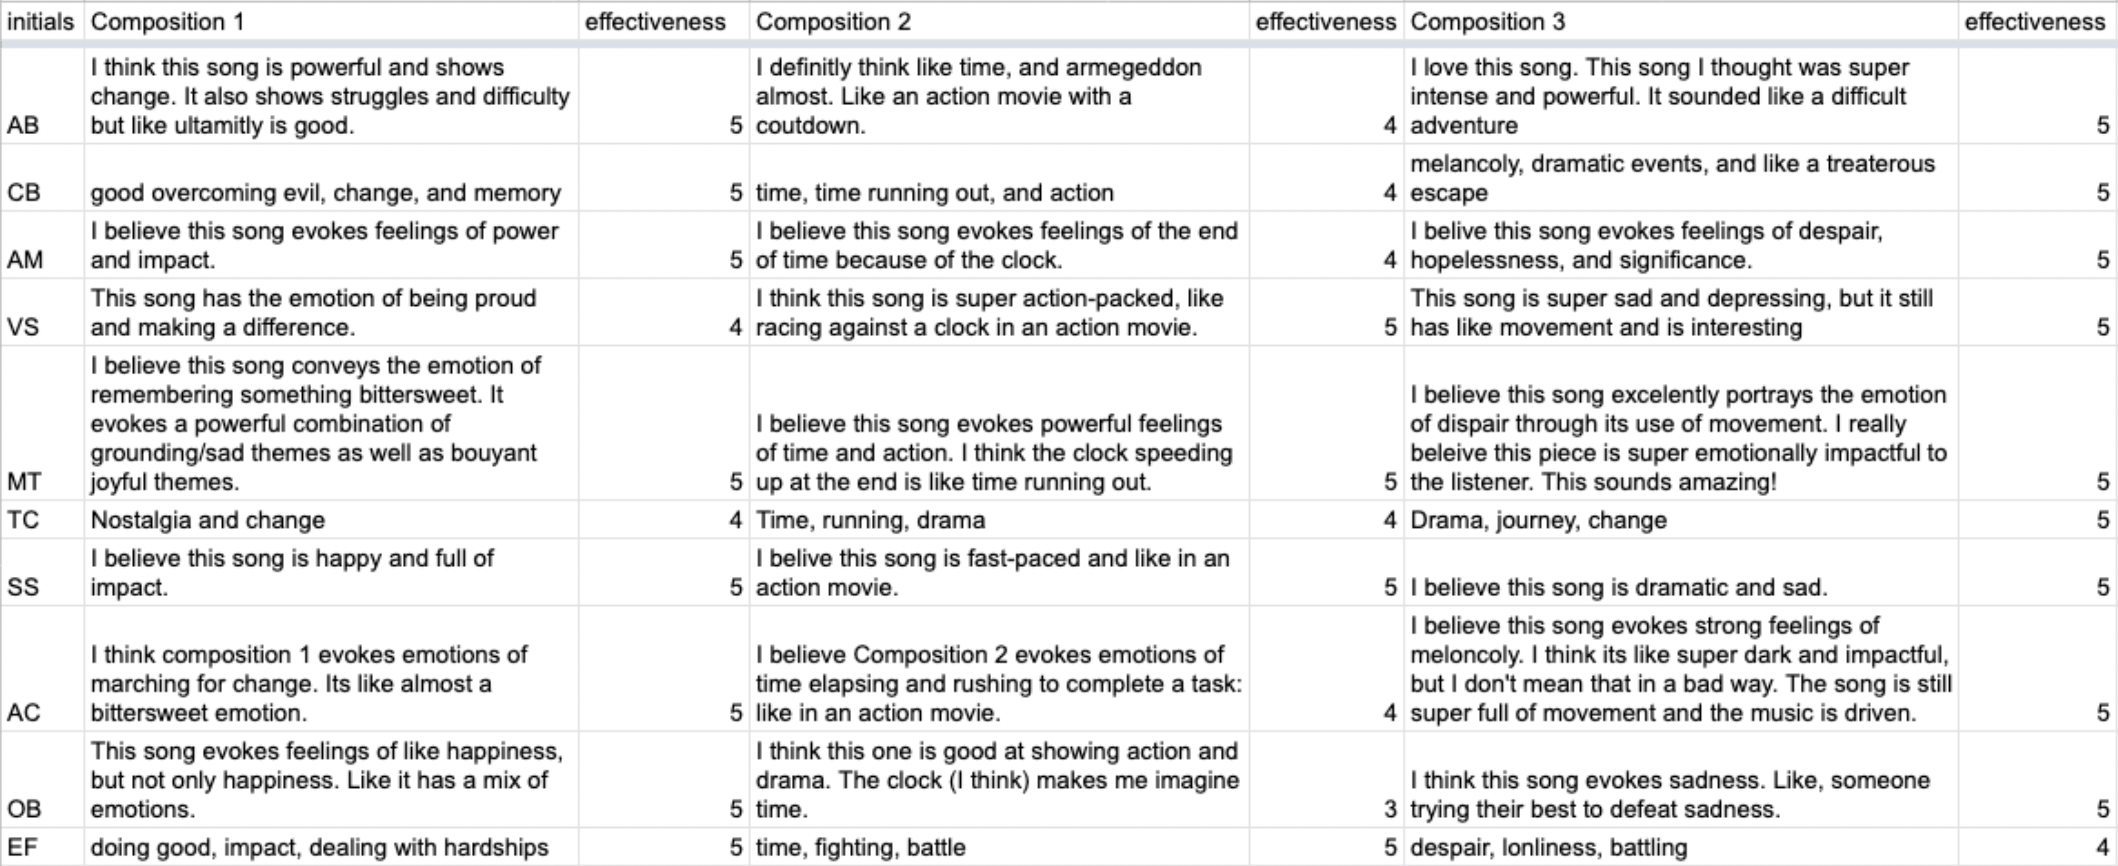 initials Composition 1 effectiveness Composition 2 effectiveness Composition 3 effectiveness
I think this song is powerful and shows
change. It also shows struggles and difficulty
but like ultamitly is good.
I definitly think like time, and armegeddon
almost. Like an action movie with a
coutdown.
I love this song. This song I thought was super
intense and powerful. It sounded like a difficult
adventure
AB 5 4 5
good overcoming evil, change, and memory
time, time running out, and action
melancoly, dramatic events, and like a treaterous
escape
CB 5 4 5
I believe this song evokes feelings of power
and impact.
I believe this song evokes feelings of the end
of time because of the clock.
I belive this song evokes feelings of despair,
hopelessness, and significance.
AM 5 4 5
This song has the emotion of being proud
and making a difference.
I think this song is super action-packed, like
racing against a clock in an action movie.
This song is super sad and depressing, but it still
has like movement and is interesting
VS 4 5 5
I believe this song conveys the emotion of
remembering something bittersweet. It
evokes a powerful combination of
grounding/sad themes as well as bouyant
joyful themes.
I believe this song evokes powerful feelings
of time and action. I think the clock speeding
up at the end is like time running out.
I believe this song excelently portrays the emotion
of dispair through its use of movement. I really
beleive this piece is super emotionally impactful to
the listener. This sounds amazing!
MT 5 5 5
TC Nostalgia and change 4 Time, running, drama 4 Drama, journey, change 5
I believe this song is happy and full of
impact.
I belive this song is fast-paced and like in an
action movie.
I believe this song is dramatic and sad.
SS 5 5 5
I think composition 1 evokes emotions of
marching for change. Its like almost a
bittersweet emotion.
I believe Composition 2 evokes emotions of
time elapsing and rushing to complete a task:
like in an action movie.
I believe this song evokes strong feelings of
meloncoly. I think its like super dark and impactful,
but I don't mean that in a bad way. The song is still
super full of movement and the music is driven.
AC 5 4 5
This song evokes feelings of like happiness,
but not only happiness. Like it has a mix of
emotions.
I think this one is good at showing action and
drama. The clock (I think) makes me imagine
time.
I think this song evokes sadness. Like, someone
trying their best to defeat sadness.
OB 5 3 5
EF doing good, impact, dealing with hardships 5 time, fighting, battle 5 despair, lonliness, battling 4